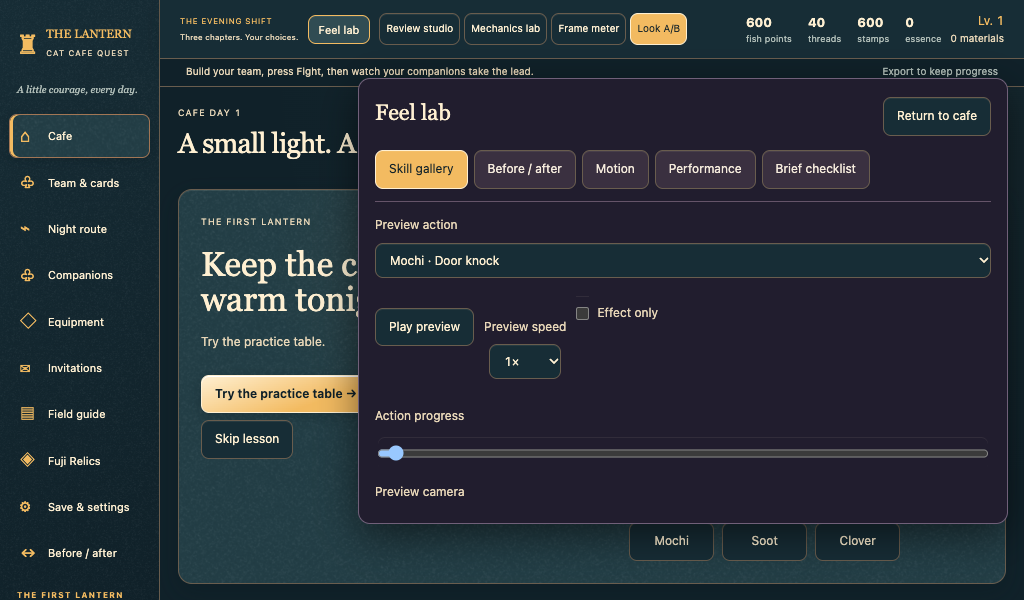 THE LANTERN
CAT CAFE QUEST
A little courage, every day.
Cafe
Team & cards
Night route
Companions
Equipment
Invitations
Field guide
Fuji Relics
Save & settings
Before / after
THE FIRST LANTERN
THE EVENING SHIFT
Three chapters. Your choices.
Feel lab
Review studio
Mechanics lab
Frame meter
Look A/B
600
fish points
40
threads
600
stamps
0
essence
Lv. 1
0 materials
Build your team, press Fight, then watch your companions take the lead.
Export to keep progress
CAFE DAY 1
A small light. A
THE FIRST LANTERN
Keep the c
warm tonig
Try the practice table.
Try the practice table →
Skip lesson
Feel lab
Return to cafe
Skill gallery
Before / after
Motion
Performance
Brief checklist
Preview action
Mochi · Door knock
Play preview
Preview speed
1×
Effect only
Action progress
Preview camera
Mochi
Soot
Clover